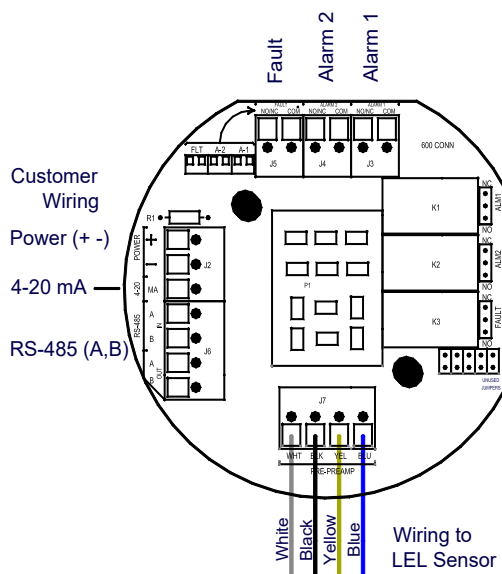 Fault
Alarm 2
Alarm 1
FAULT
ALARM 2
ALARM 1
NO/NC COM
NO/NC COM
NO/NC COM
FLT A-2 A-1
J5
J4
J3
600 CONN
Customer
Wiring
Power (+ -)
4-20 mA
RS-485 (A,B)
R1
POWER
+
−
J2
4-20
MA
RS-485
IN
A
B
J6
OUT
A
B
P1
K1
NC
ALM1
NO
K2
ALM2
NO
NC
K3
FAULT
NO
UNUSED
JUMPERS
J7
WHT BLK YEL BLU
PRE-PREAMP
White
Black
Yellow
Blue
Wiring to
LEL Sensor